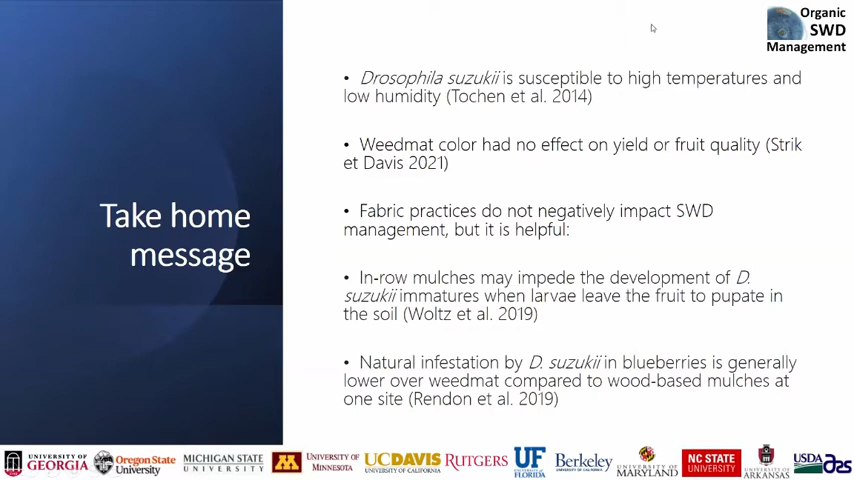 Organic
SWD
Management
Take home
message
• Drosophila suzukii is susceptible to high temperatures and
low humidity (Tochen et al. 2014)
• Weedmat color had no effect on yield or fruit quality (Strik
et Davis 2021)
• Fabric practices do not negatively impact SWD
management, but it is helpful:
• In-row mulches may impede the development of D.
suzukii immatures when larvae leave the fruit to pupate in
the soil (Woltz et al. 2019)
• Natural infestation by D. suzukii in blueberries is generally
lower over weedmat compared to wood-based mulches at
one site (Rendon et al. 2019)
UNIVERSITY OF
GEORGIA
Oregon State
University
MICHIGAN STATE
UNIVERSITY
UNIVERSITY OF
MINNESOTA
UCDAVIS
UNIVERSITY OF CALIFORNIA
RUTGERS
UF
UNIVERSITY of
FLORIDA
Berkeley
UNIVERSITY OF CALIFORNIA
UNIVERSITY OF
MARYLAND
NC STATE
UNIVERSITY
UNIVERSITY OF
ARKANSAS
USDA
ars